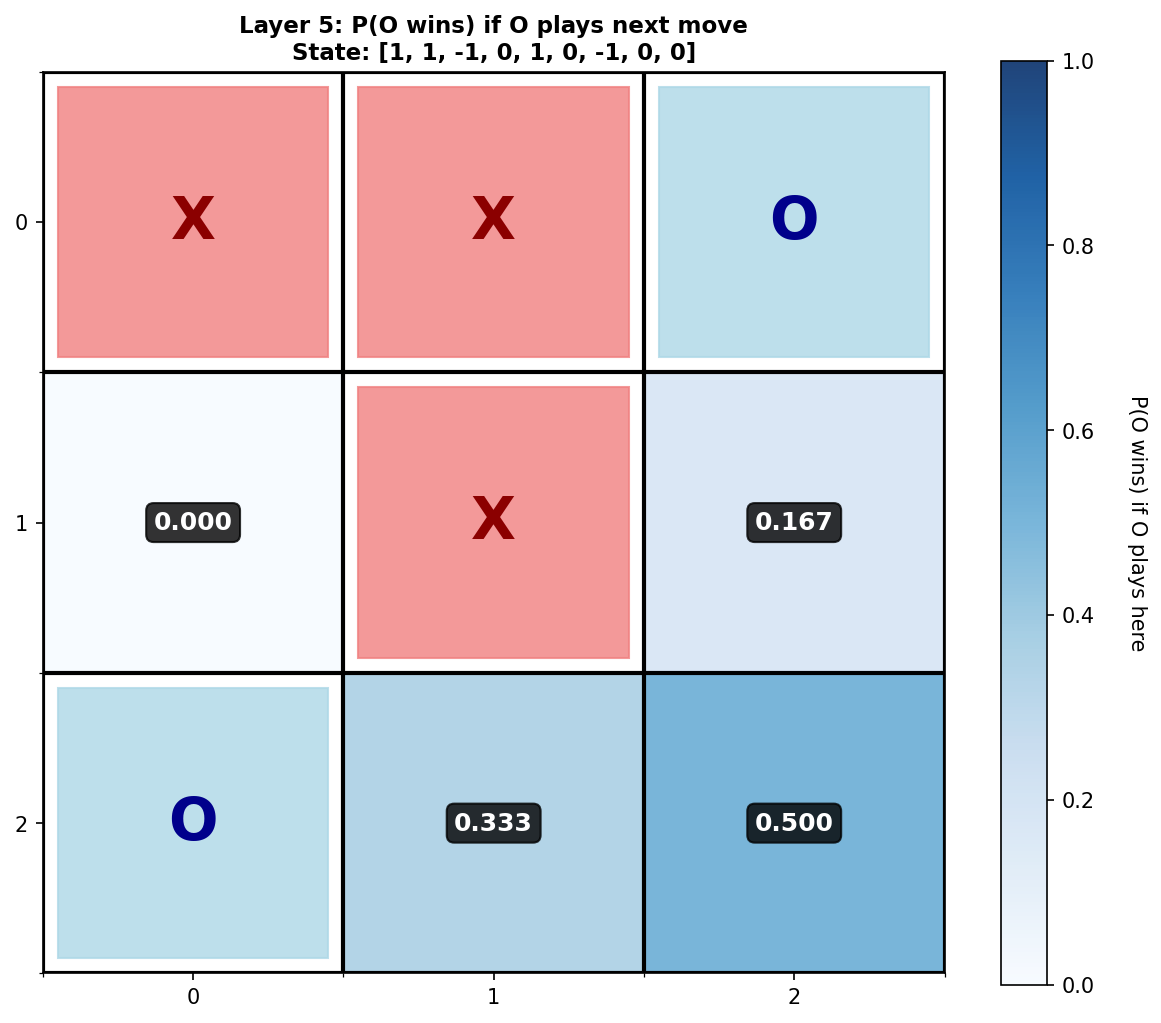 Layer 5: P(O wins) if O plays next move
State: [1, 1, -1, 0, 1, 0, -1, 0, 0]
0
X
X
O
1
0.000
X
0.167
2
O
0.333
0.500
0
1
2
1.0
0.8
0.6
0.4
0.2
0.0
P(O wins) if O plays here